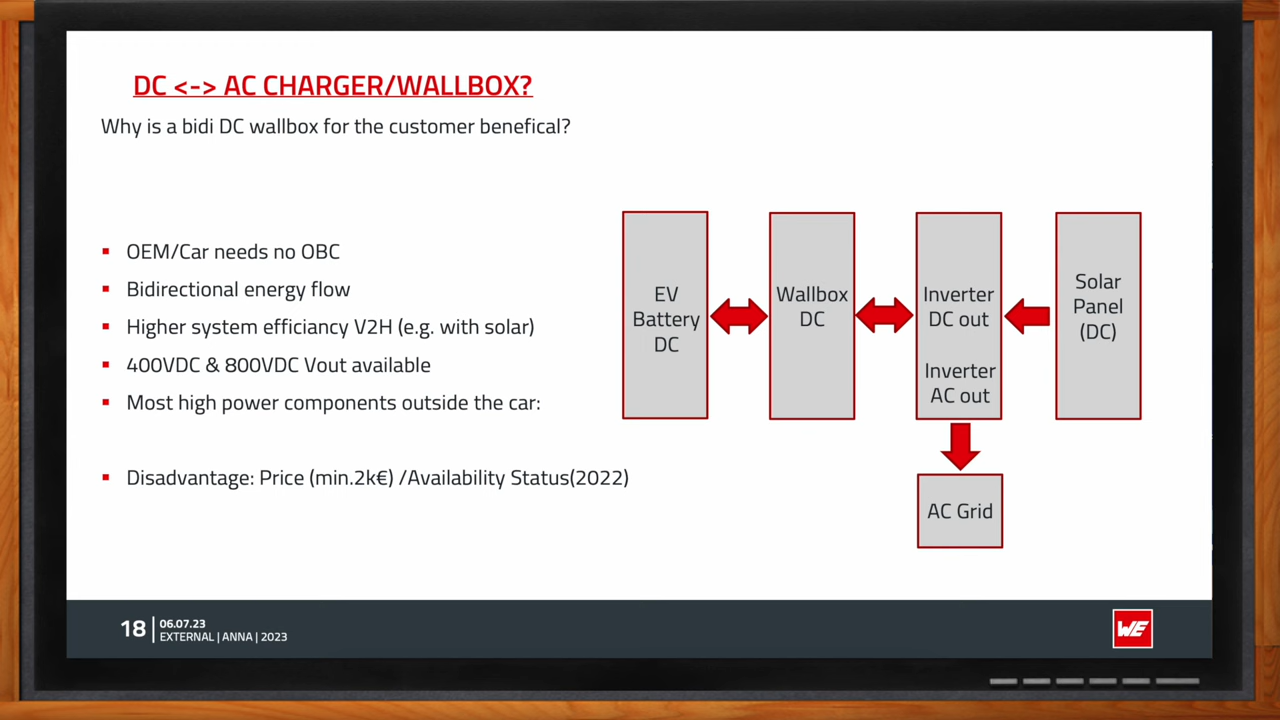 DC <-> AC CHARGER/WALLBOX?
Why is a bidi DC wallbox for the customer benefical?
▪ OEM/Car needs no OBC
▪ Bidirectional energy flow
▪ Higher system efficiancy V2H (e.g. with solar)
▪ 400VDC & 800VDC Vout available
▪ Most high power components outside the car:
▪ Disadvantage: Price (min.2k€) /Availability Status(2022)
EV
Battery
DC
Wallbox
DC
Inverter
DC out
Inverter
AC out
Solar
Panel
(DC)
AC Grid
18
06.07.23
EXTERNAL | ANNA | 2023
WE